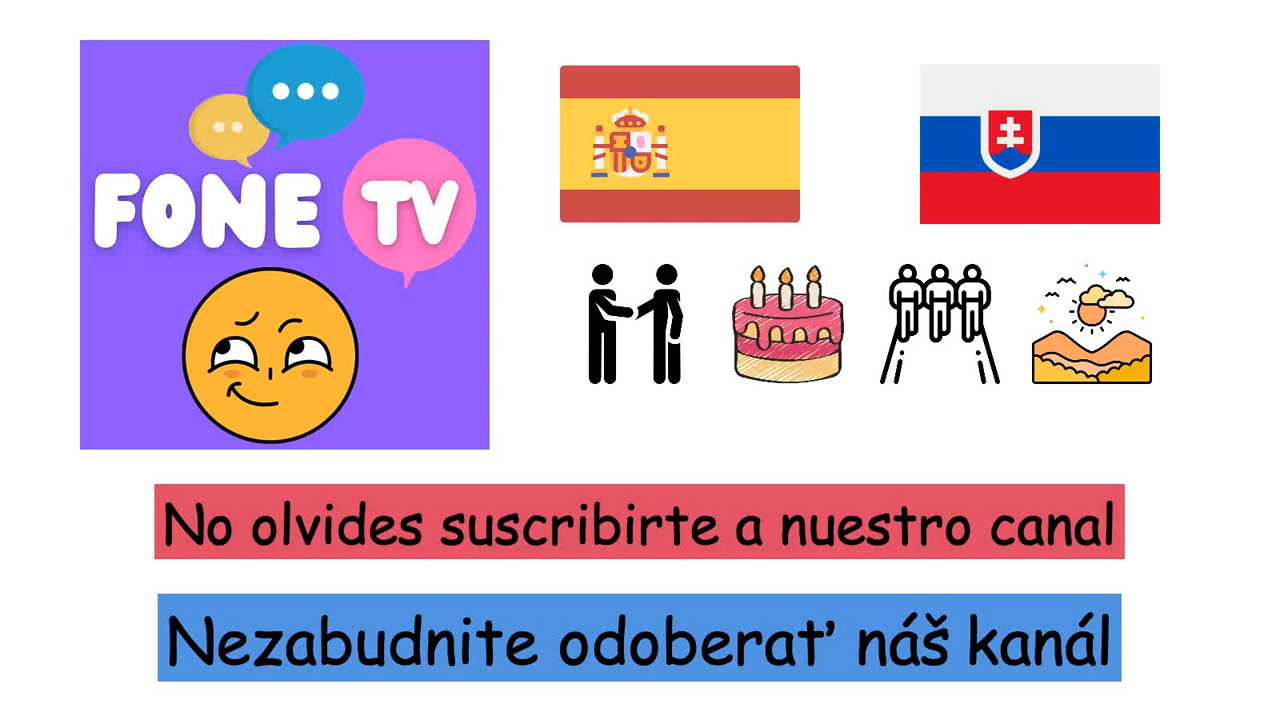 FONE TV
No olvides suscribirte a nuestro canal
Nezabudnite odoberať náš kanál